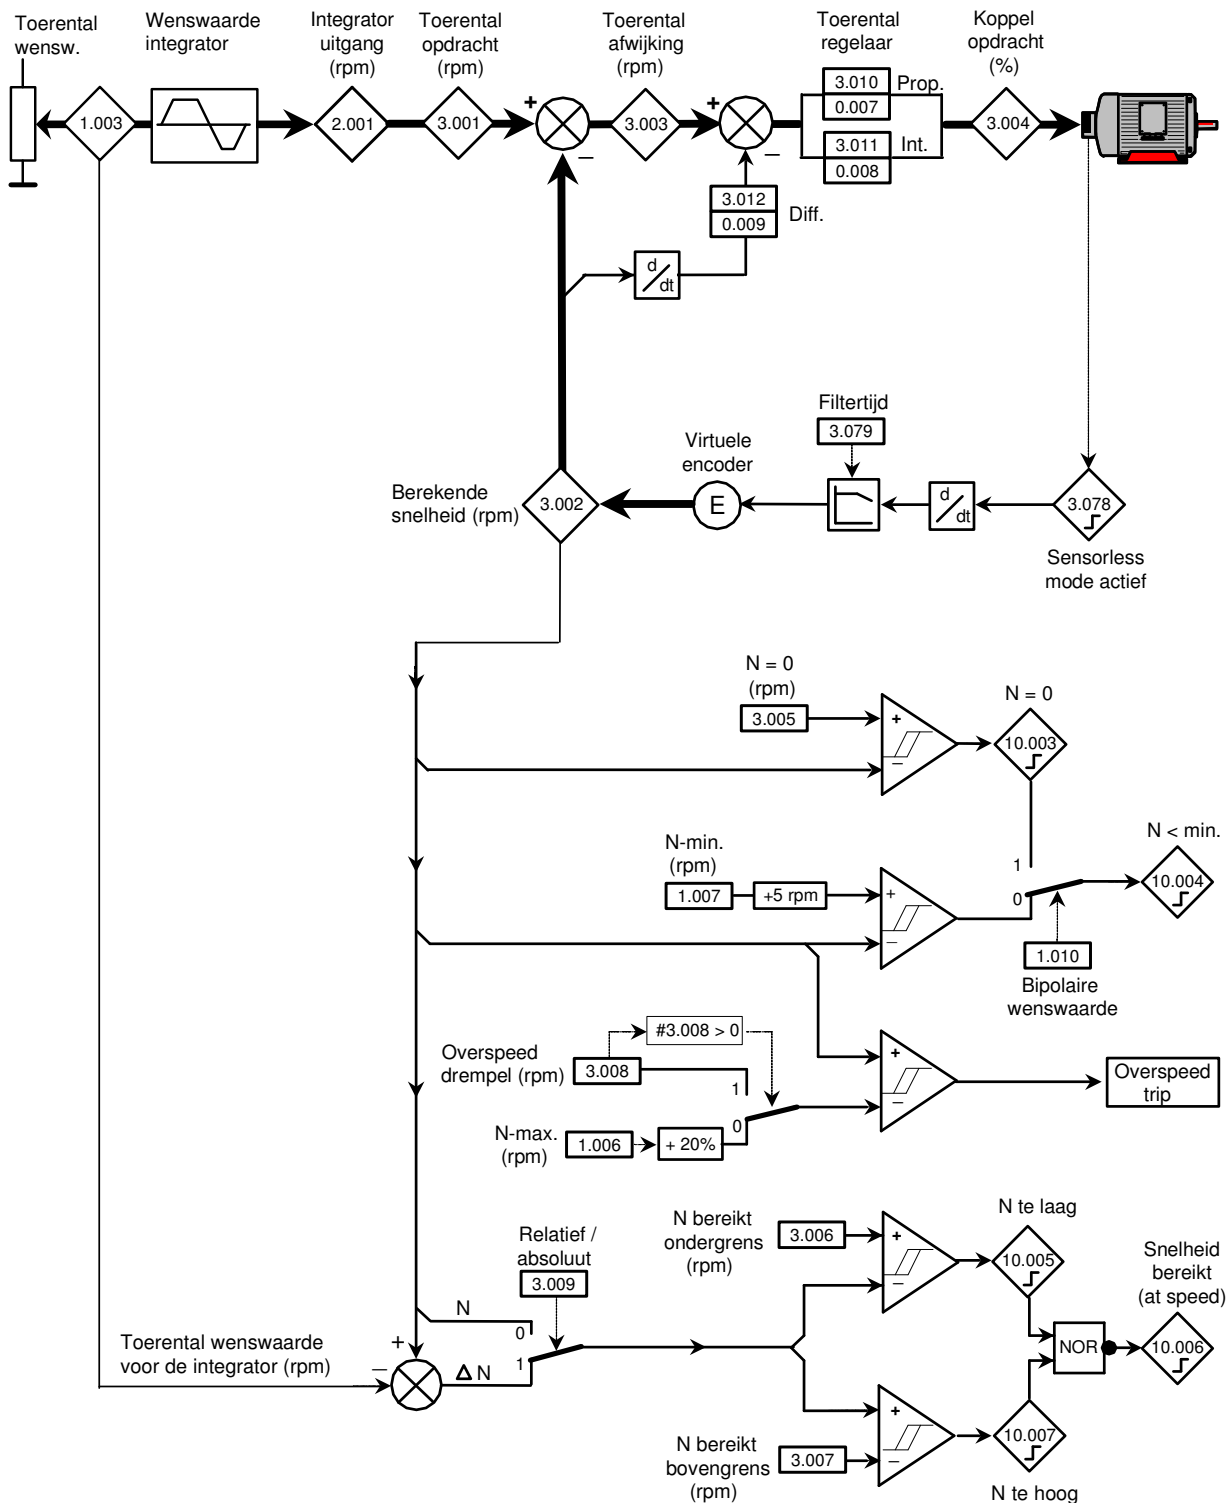 Toerental
wensw.
Wenswaarde
integrator
Integrator
uitgang
(rpm)
Toerental
opdracht
(rpm)
Toerental
afwijking
(rpm)
Toerental
regelaar
Koppel
opdracht
(%)
1.003
2.001
3.001
+
−
3.003
+
−
3.010
0.007
Prop.
3.011
0.008
Int.
3.004
3.012
0.009
Diff.
d
dt
Filtertijd
3.079
Virtuele
encoder
Berekende
snelheid (rpm)
3.002
E
d
dt
3.078
Sensorless
mode actief
N = 0
(rpm)
3.005
+
−
N = 0
10.003
N-min.
(rpm)
1.007
+5 rpm
+
−
1
0
N < min.
10.004
1.010
Bipolaire
wenswaarde
#3.008 > 0
Overspeed
drempel (rpm)
3.008
1
0
N-max.
(rpm)
1.006
+ 20%
+
−
Overspeed
trip
N bereikt
ondergrens
(rpm)
3.006
+
−
N te laag
10.005
Relatief /
absoluut
3.009
N
0
1
Δ N
Toerental wenswaarde
voor de integrator (rpm)
+
−
NOR
Snelheid
bereikt
(at speed)
10.006
N bereikt
bovengrens
(rpm)
3.007
+
−
10.007
N te hoog